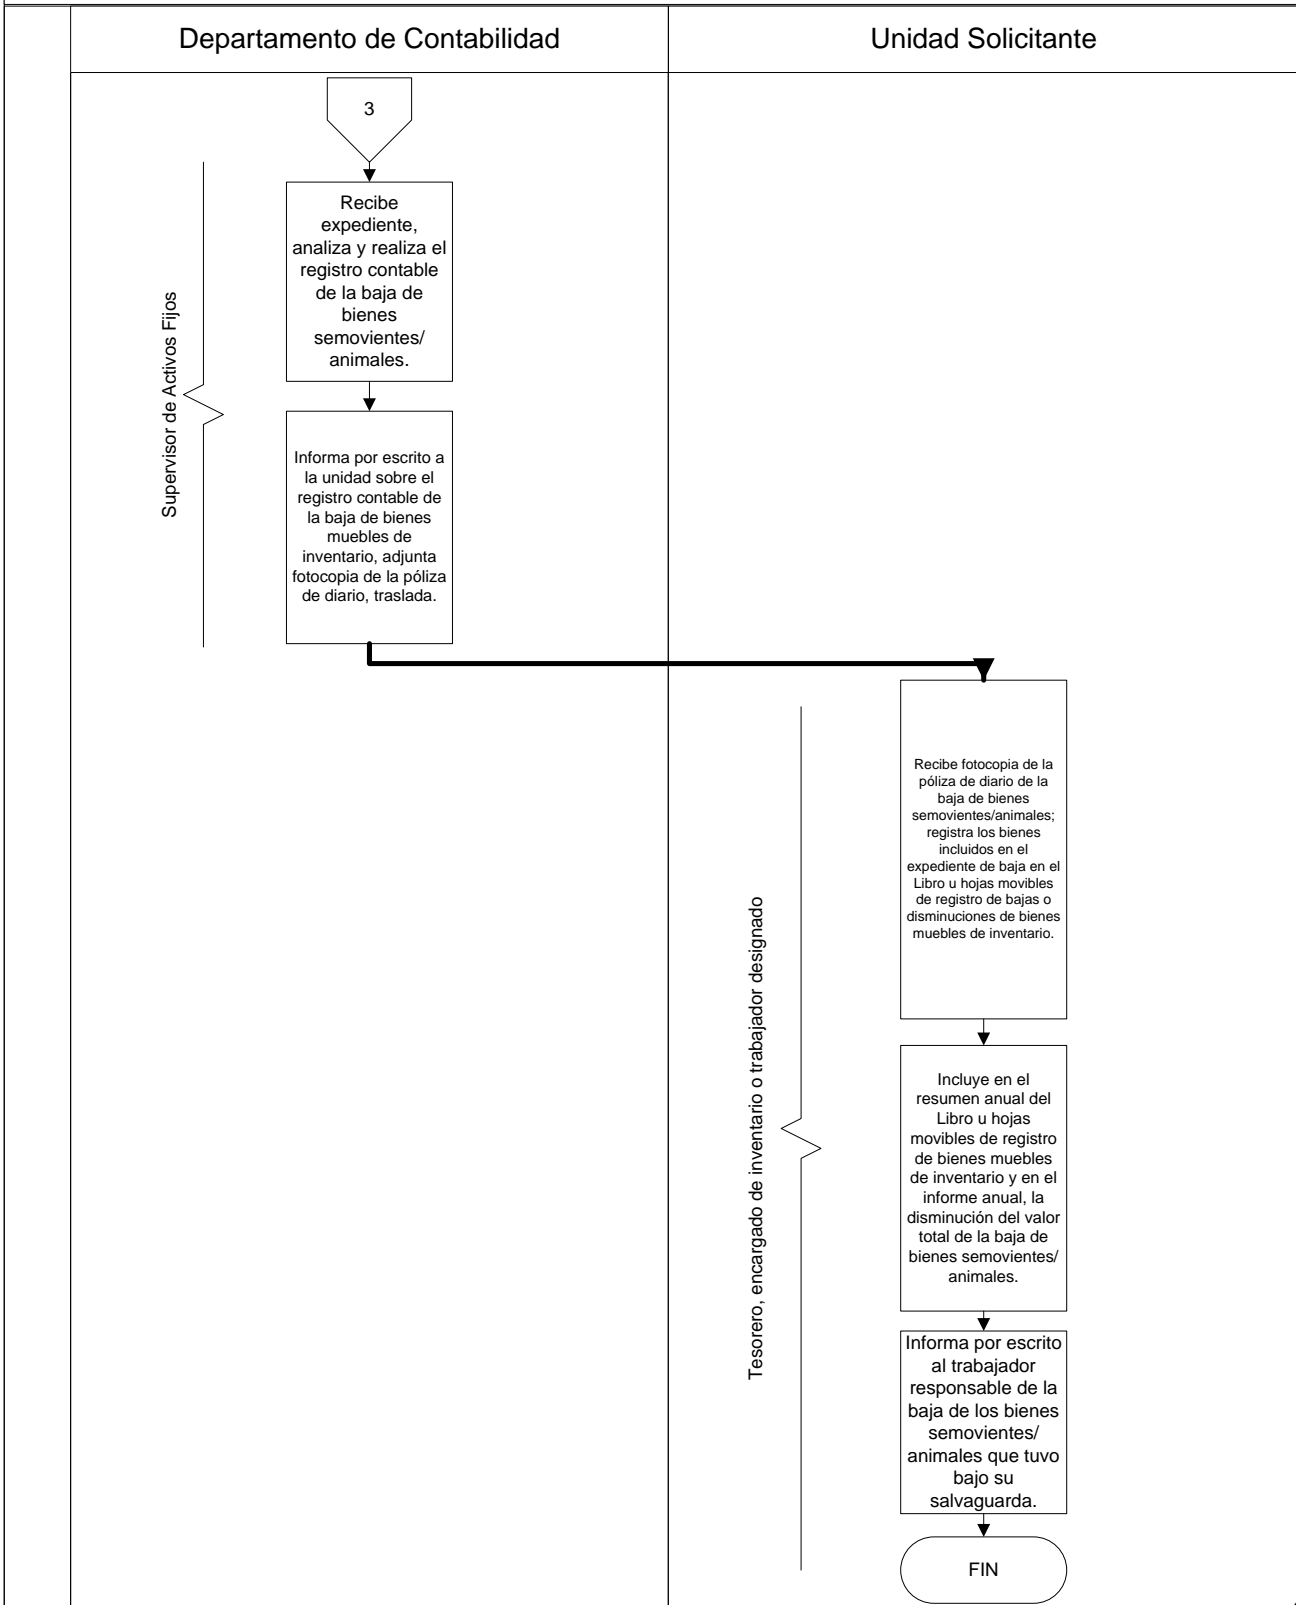 Departamento de Contabilidad
Unidad Solicitante
3
Supervisor de Activos Fijos
Recibe
expediente,
analiza y realiza el
registro contable
de la baja de
bienes
semovientes/
animales.
Informa por escrito a
la unidad sobre el
registro contable de
la baja de bienes
muebles de
inventario, adjunta
fotocopia de la póliza
de diario, traslada.
Tesorero, encargado de inventario o trabajador designado
Recibe fotocopia de la
póliza de diario de la
baja de bienes
semovientes/animales;
registra los bienes
incluidos en el
expediente de baja en el
Libro u hojas movibles
de registro de bajas o
disminuciones de bienes
muebles de inventario.
Incluye en el
resumen anual del
Libro u hojas
movibles de registro
de bienes muebles
de inventario y en el
informe anual, la
disminución del valor
total de la baja de
bienes semovientes/
animales.
Informa por escrito
al trabajador
responsable de la
baja de los bienes
semovientes/
animales que tuvo
bajo su
salvaguarda.
FIN